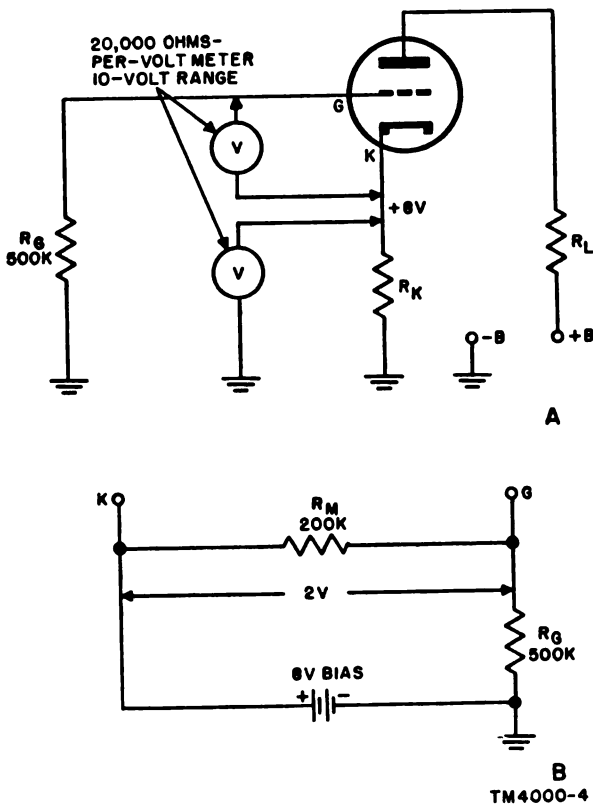 20,000 OHMS-
PER-VOLT METER
10-VOLT RANGE
G
V
K
+6V
RG
500K
V
RK
RL
-B
+B
A
K
G
RM
200K
2V
RG
500K
6V BIAS
+ -
B
TM4000-4